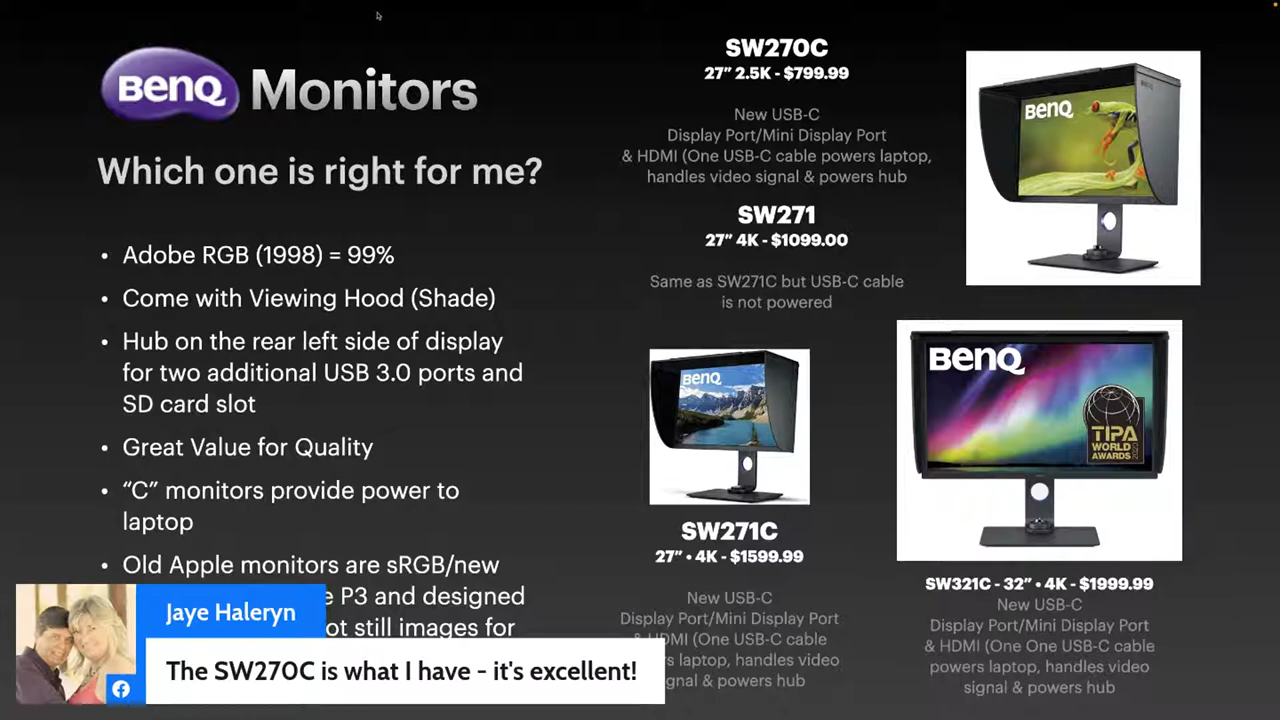 BenQ Monitors
Which one is right for me?
• Adobe RGB (1998) = 99%
• Come with Viewing Hood (Shade)
• Hub on the rear left side of display
for two additional USB 3.0 ports and
SD card slot
• Great Value for Quality
• “C” monitors provide power to
laptop
• Old Apple monitors are sRGB/new
P3 and designed
still images for
SW270C
27” 2.5K - $799.99
New USB-C
Display Port/Mini Display Port
& HDMI (One USB-C cable powers laptop,
handles video signal & powers hub
BenQ
SW271
27” 4K - $1099.00
Same as SW271C but USB-C cable
is not powered
BenQ
SW271C
27” • 4K - $1599.99
New USB-C
Display Port/Mini Display Port
& HDMI (One USB-C cable
laptop, handles video
& powers hub
BenQ
TIPA
WORLD
AWARDS
SW321C - 32” • 4K - $1999.99
New USB-C
Display Port/Mini Display Port
& HDMI (One One USB-C cable
powers laptop, handles video
signal & powers hub
Jaye Haleryn
The SW270C is what I have - it's excellent!